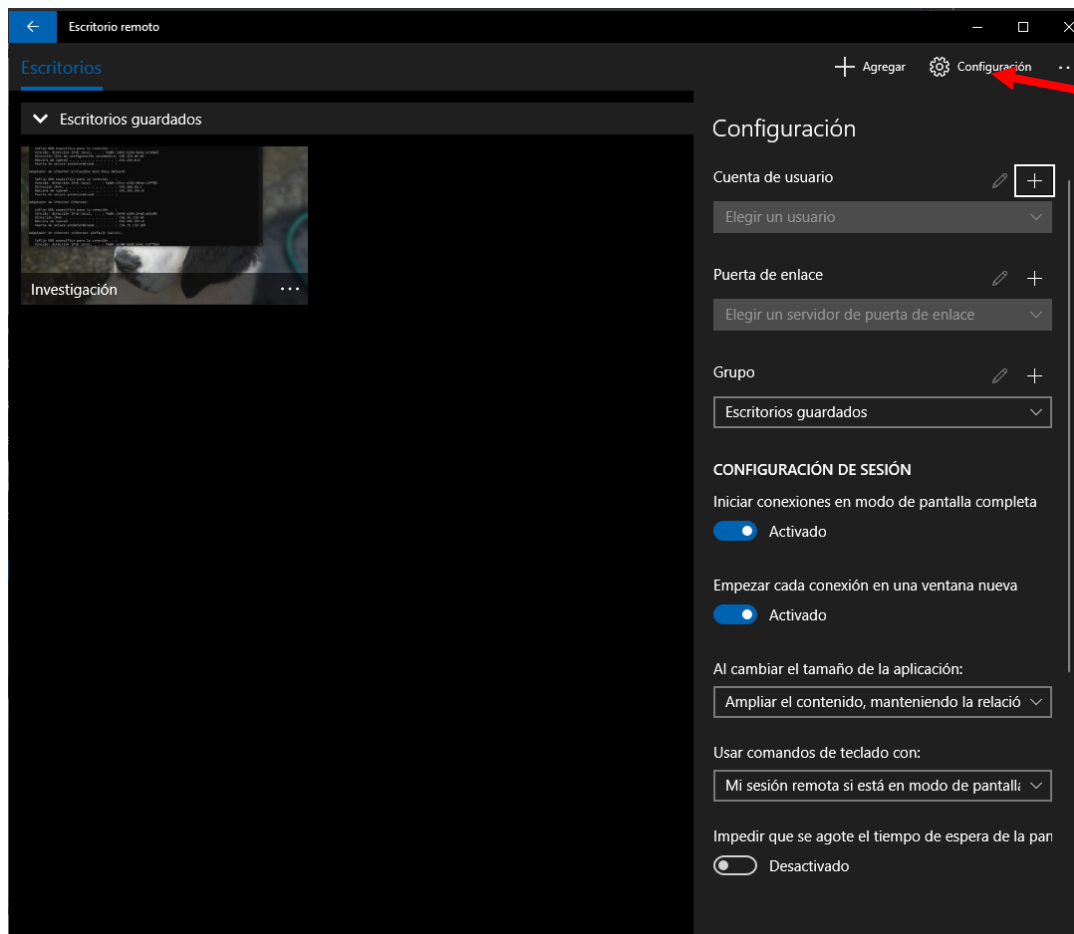 Escritorio remoto
Escritorios
Agregar
Configuración
Escritorios guardados
Investigación
Configuración
Cuenta de usuario
Elegir un usuario
Puerta de enlace
Elegir un servidor de puerta de enlace
Grupo
Escritorios guardados
CONFIGURACIÓN DE SESIÓN
Iniciar conexiones en modo de pantalla completa
Activado
Empezar cada conexión en una ventana nueva
Activado
Al cambiar el tamaño de la aplicación:
Ampliar el contenido, manteniendo la relació
Usar comandos de teclado con:
Mi sesión remota si está en modo de pantall
Impedir que se agote el tiempo de espera de la pan
Desactivado